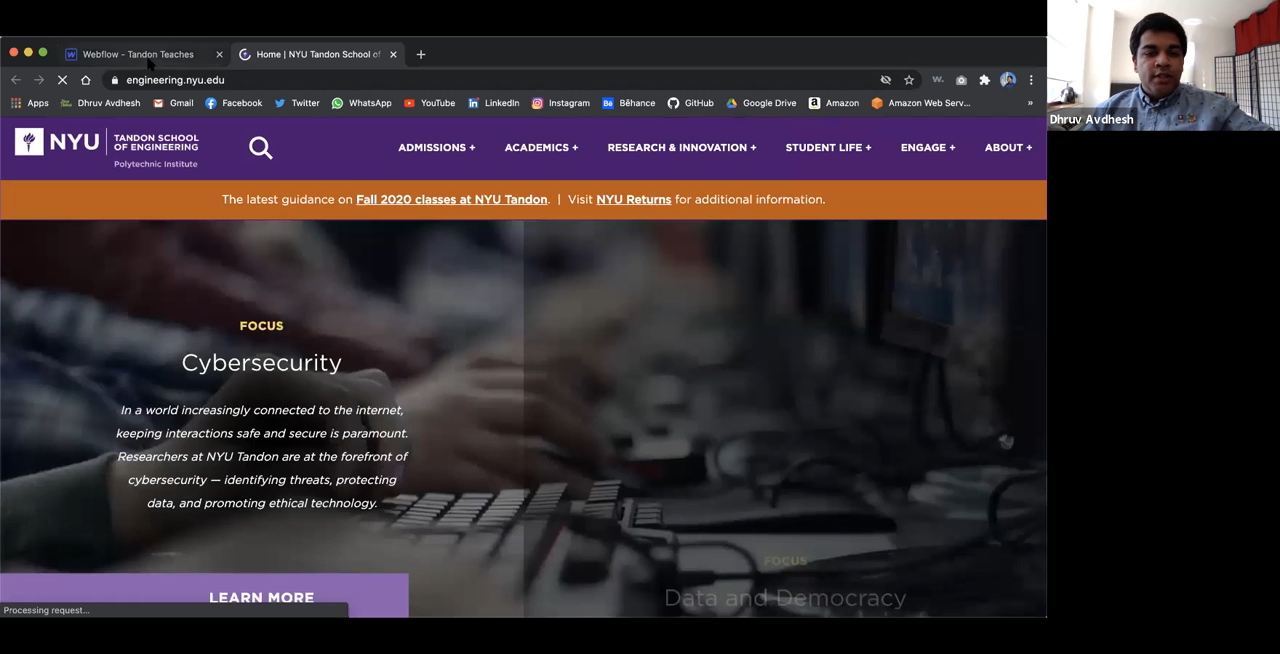 Webflow - Tandon Teaches
Home | NYU Tandon School of
engineering.nyu.edu
Apps Dhruv Avdhesh Gmail Facebook Twitter WhatsApp YouTube LinkedIn Instagram Bēhance GitHub Google Drive Amazon Amazon Web Serv... »
Dhruv Avdhesh
NYU TANDON SCHOOL
OF ENGINEERING
Polytechnic Institute
ADMISSIONS + ACADEMICS + RESEARCH & INNOVATION + STUDENT LIFE + ENGAGE + ABOUT +
The latest guidance on Fall 2020 classes at NYU Tandon. | Visit NYU Returns for additional information.
FOCUS
Cybersecurity
In a world increasingly connected to the internet,
keeping interactions safe and secure is paramount.
Researchers at NYU Tandon are at the forefront of
cybersecurity — identifying threats, protecting
data, and promoting ethical technology.
LEARN MORE
FOCUS
Data and Democracy
Processing request...